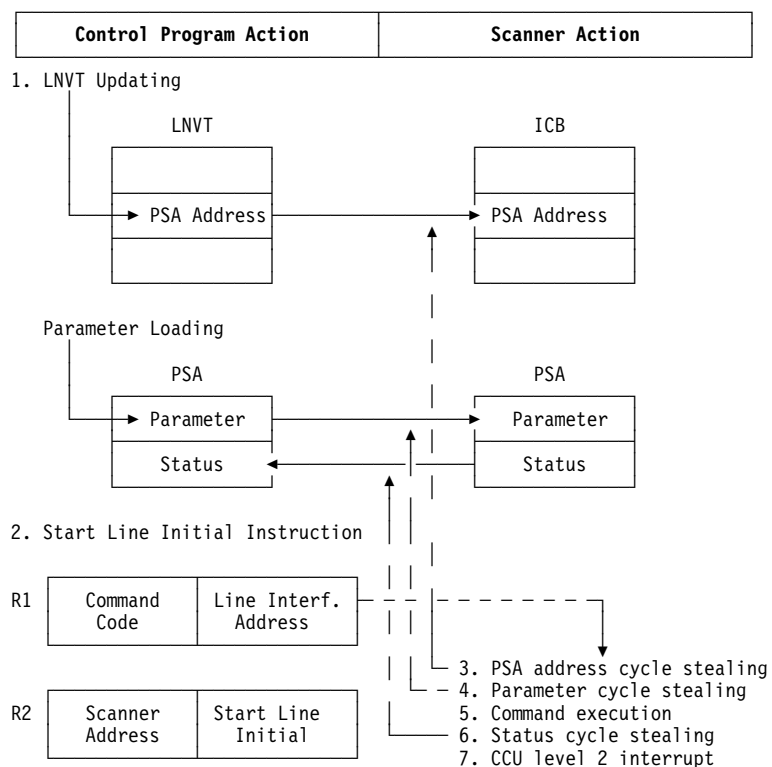 Control Program Action Scanner Action
1. LNVT Updating
LNVT ICB
PSA Address PSA Address
Parameter Loading
PSA PSA
Parameter Parameter
Status Status
2. Start Line Initial Instruction
R1 Command Line Interf.
Code Address
3. PSA address cycle stealing
4. Parameter cycle stealing
R2 Scanner Start Line 5. Command execution
Address Initial 6. Status cycle stealing
7. CCU level 2 interrupt